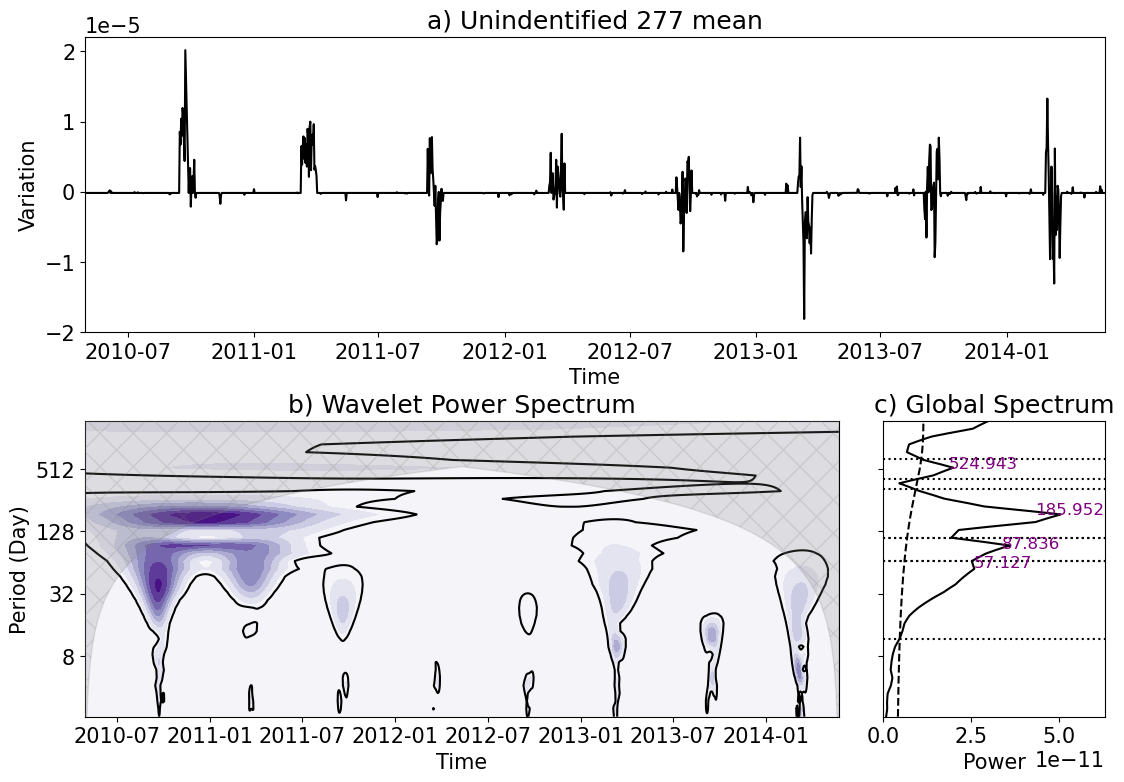 a) Unidentified 277 mean
1e−5
2
1
0
−1
−2
Variation
2010-07 2011-01 2011-07 2012-01 2012-07 2013-01 2013-07 2014-01
Time
b) Wavelet Power Spectrum
512
128
32
8
Period (Day)
2010-07 2011-01 2011-07 2012-01 2012-07 2013-01 2013-07 2014-01
Time
c) Global Spectrum
524.943
185.952
87.836
57.127
0.0 2.5 5.0
Power 1e−11